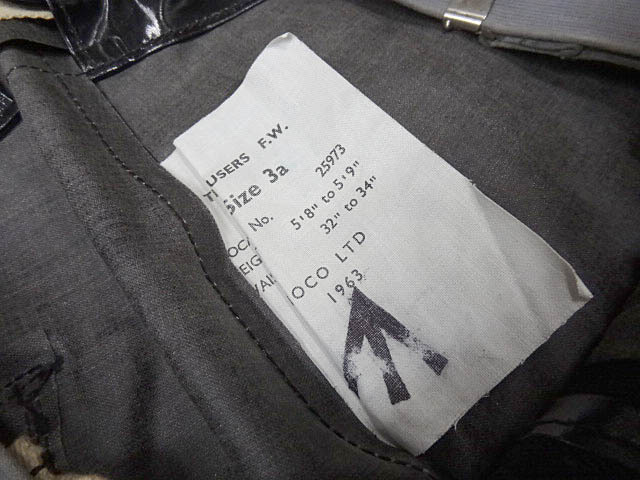 USERS F.W.
Size 3a
No. 25973
5'8" to 5'9"
32" to 34"
OCO LTD
1963